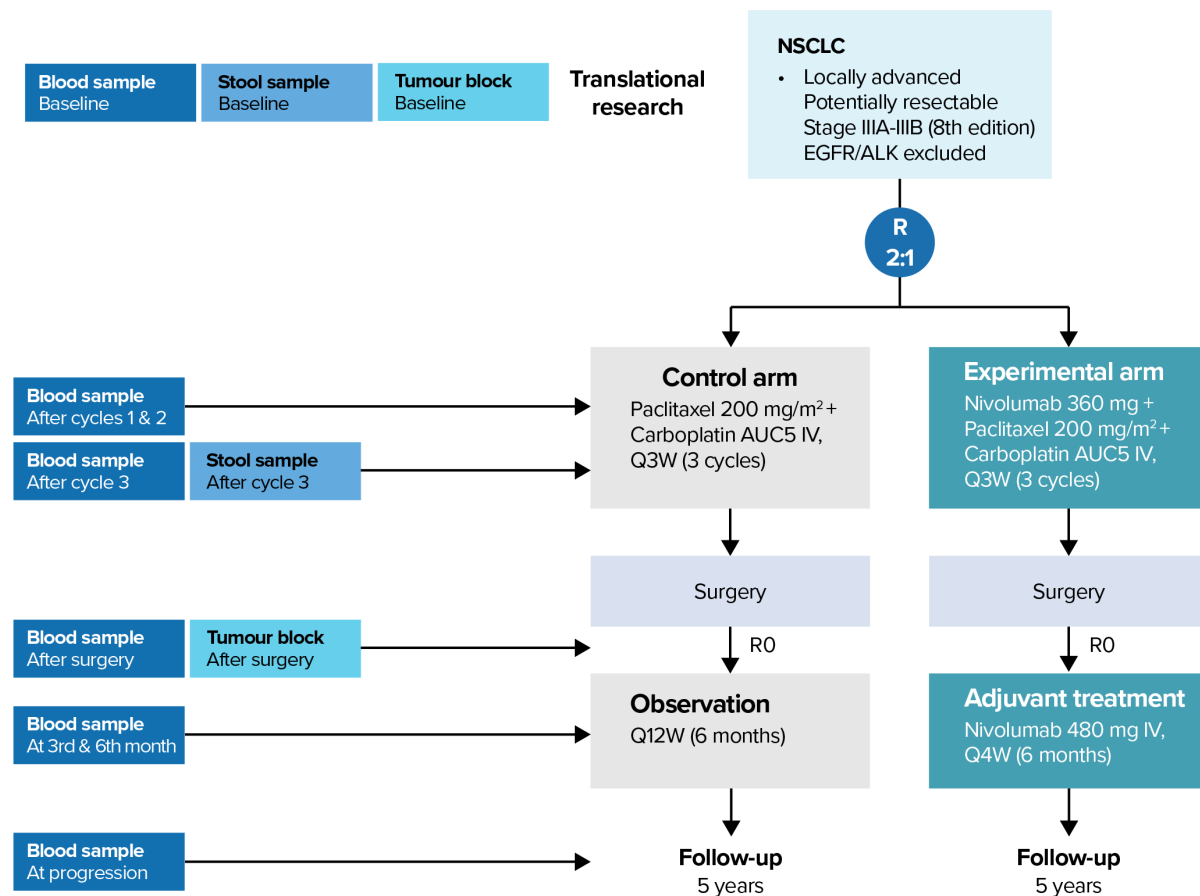 Blood sample
Baseline
Stool sample
Baseline
Tumour block
Baseline
Translational
research
NSCLC
• Locally advanced
Potentially resectable
Stage IIIA-IIIB (8th edition)
EGFR/ALK excluded
R
2:1
Blood sample
After cycles 1 & 2
Blood sample
After cycle 3
Stool sample
After cycle 3
Control arm
Paclitaxel 200 mg/m² +
Carboplatin AUC5 IV,
Q3W (3 cycles)
Experimental arm
Nivolumab 360 mg +
Paclitaxel 200 mg/m² +
Carboplatin AUC5 IV,
Q3W (3 cycles)
Surgery
Surgery
Blood sample
After surgery
Tumour block
After surgery
R0
R0
Blood sample
At 3rd & 6th month
Observation
Q12W (6 months)
Adjuvant treatment
Nivolumab 480 mg IV,
Q4W (6 months)
Blood sample
At progression
Follow-up
5 years
Follow-up
5 years